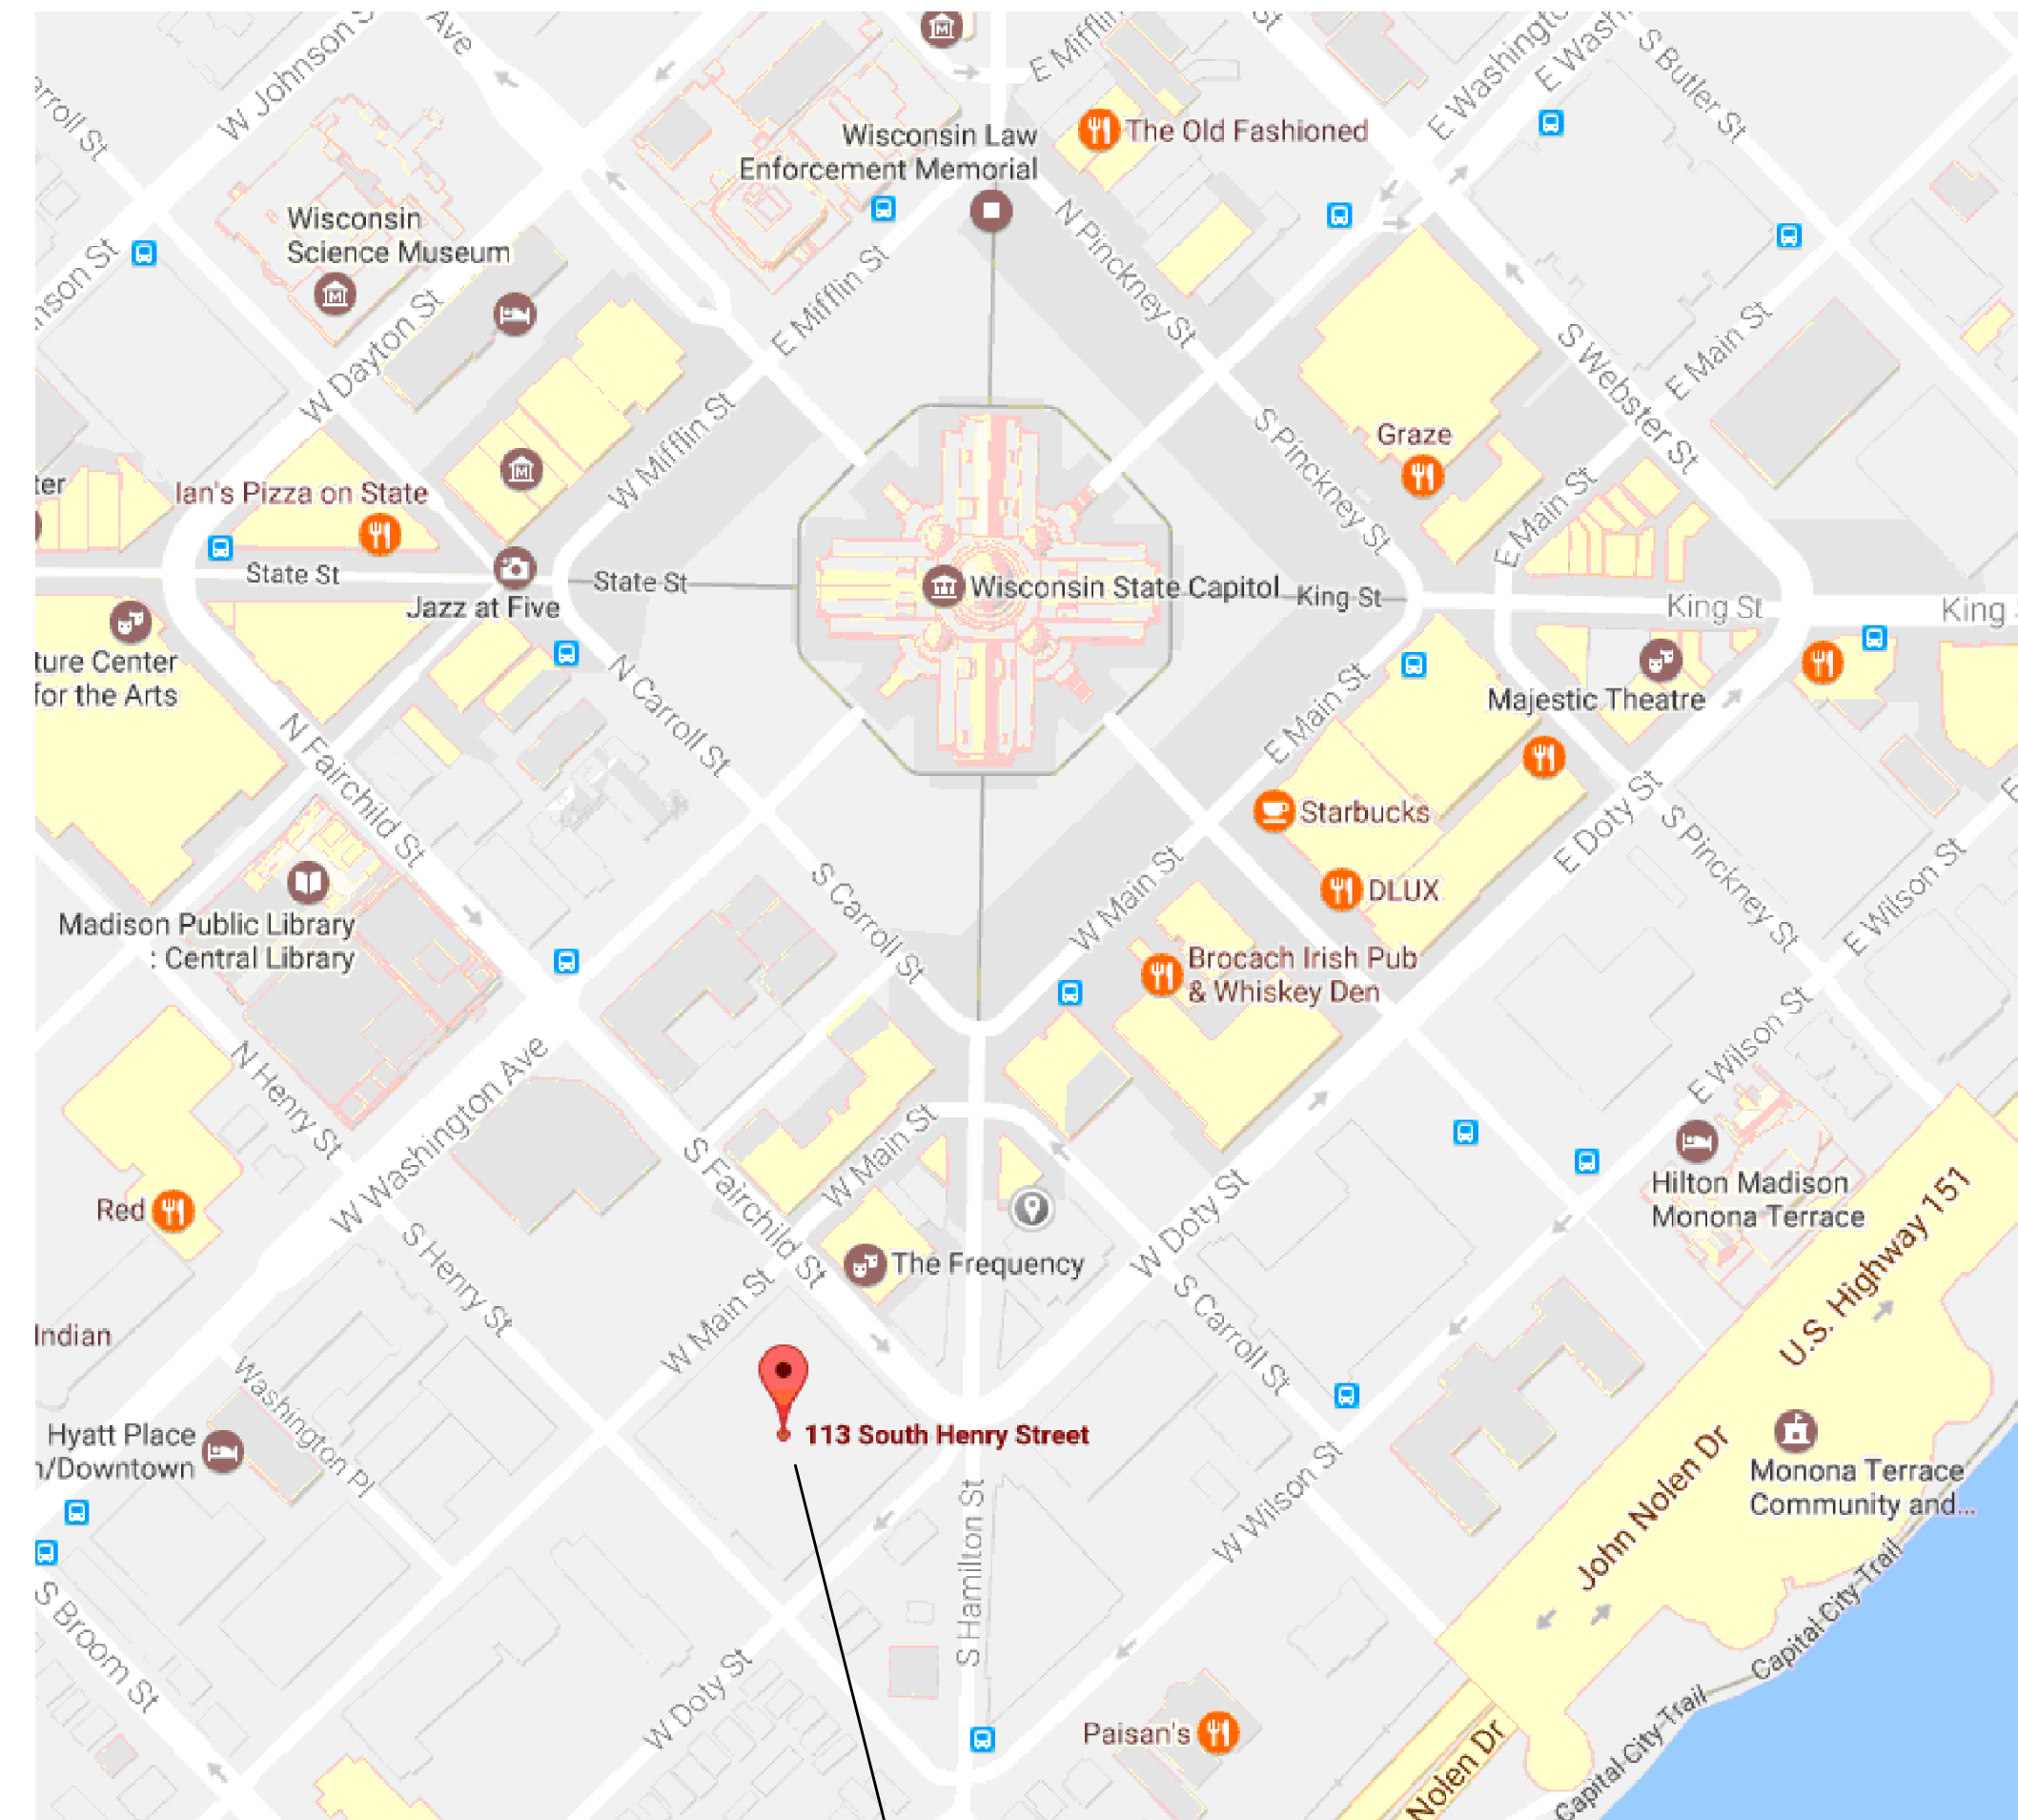 W Johnson S
Ave
St
E Mifflin
E Washingto
E Wash
S Butler St
arroll St
Wisconsin Law
Enforcement Memorial
The Old Fashioned
Wisconsin
Science Museum
N Pinckney St
nson St
W Dayton St
E Mifflin St
S Webster St
E Main St
W Mifflin St
S Pinckney St
Graze
ter
Ian's Pizza on State
E Main St
State St
State St
Jazz at Five
Wisconsin State Capitol
King St
King St
King
ture Center
for the Arts
N Carroll St
E Main St
Majestic Theatre
N Fairchild St
Starbucks
E Doty St
S Pinckney St
DLUX
E Wilson St
Madison Public Library
: Central Library
S Carroll St
W Main St
Brocach Irish Pub
& Whiskey Den
E Wilson St
N Henry St
W Washington Ave
Red
S Fairchild St
W Main St
W Doty St
Hilton Madison
Monona Terrace
U.S. Highway 151
S Henry St
The Frequency
W Main St
S Carroll St
Indian
Washington Pl
113 South Henry Street
Hyatt Place
n/Downtown
S Hamilton St
W Wilson St
John Nolen Dr
Monona Terrace
Community and...
S Broom St
W Doty St
Capital City Trail
Paisan's
Nolen Dr
Capital City Trail